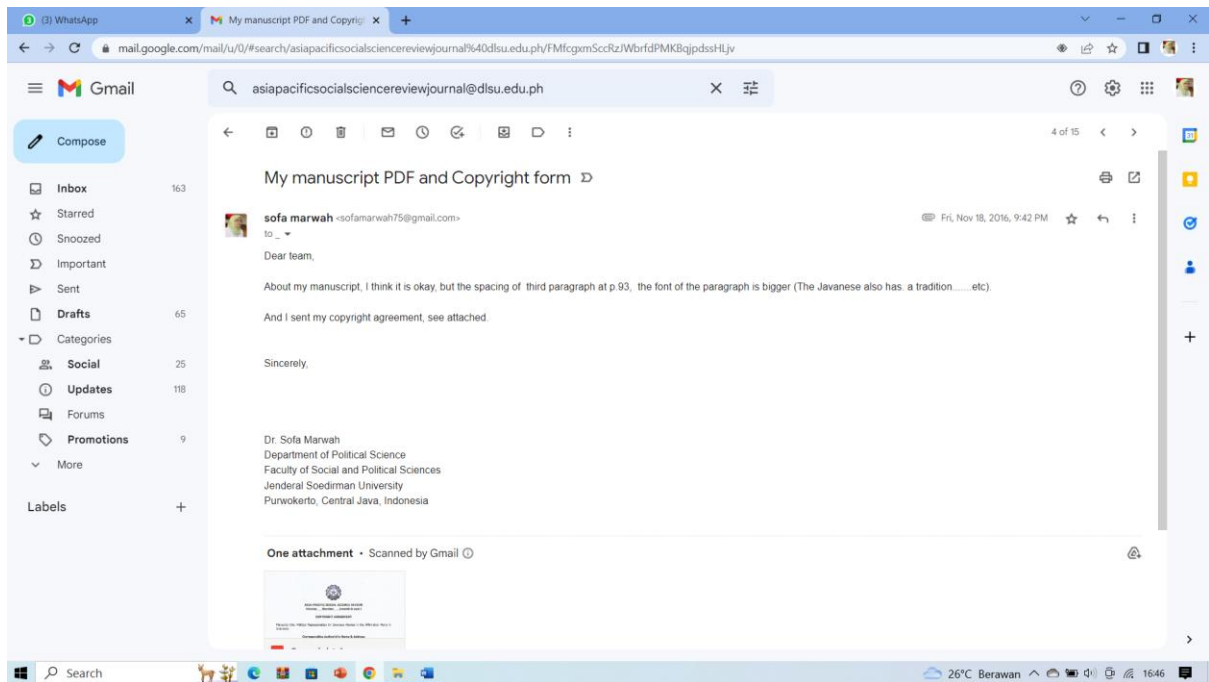 (3) WhatsApp
My manuscript PDF and Copyrig
mail.google.com/mail/u/0/#search/asiapacificsocialsciencereviewjournal%40dlsu.edu.ph/FMfcgxmSccRzJWbrfdPMKBqjpdssHLjv
Gmail
asiapacificsocialsciencereviewjournal@dlsu.edu.ph
Compose
4 of 15
Inbox 163
Starred
Snoozed
Important
Sent
Drafts 65
Categories
Social 25
Updates 118
Forums
Promotions 9
More
Labels
My manuscript PDF and Copyright form
sofa marwah <sofamarwah75@gmail.com> Fri, Nov 18, 2016, 9:42 PM
to _
Dear team,
About my manuscript, I think it is okay, but the spacing of third paragraph at p.93, the font of the paragraph is bigger (The Javanese also has. a tradition.......etc).
And I sent my copyright agreement, see attached.
Sincerely,
Dr. Sofa Marwah
Department of Political Science
Faculty of Social and Political Sciences
Jenderal Soedirman University
Purwokerto, Central Java, Indonesia
One attachment • Scanned by Gmail
COPYRIGHT AGREEMENT
Search
26°C Berawan 16:46